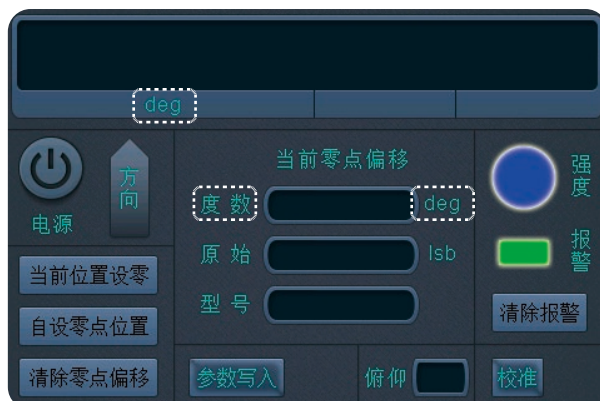 deg
当前零点偏移
度数 deg
原始 lsb
型号
电源
方向
强度
报警
当前位置设零
自设零点位置
清除零点偏移
清除报警
参数写入
俯仰
校准